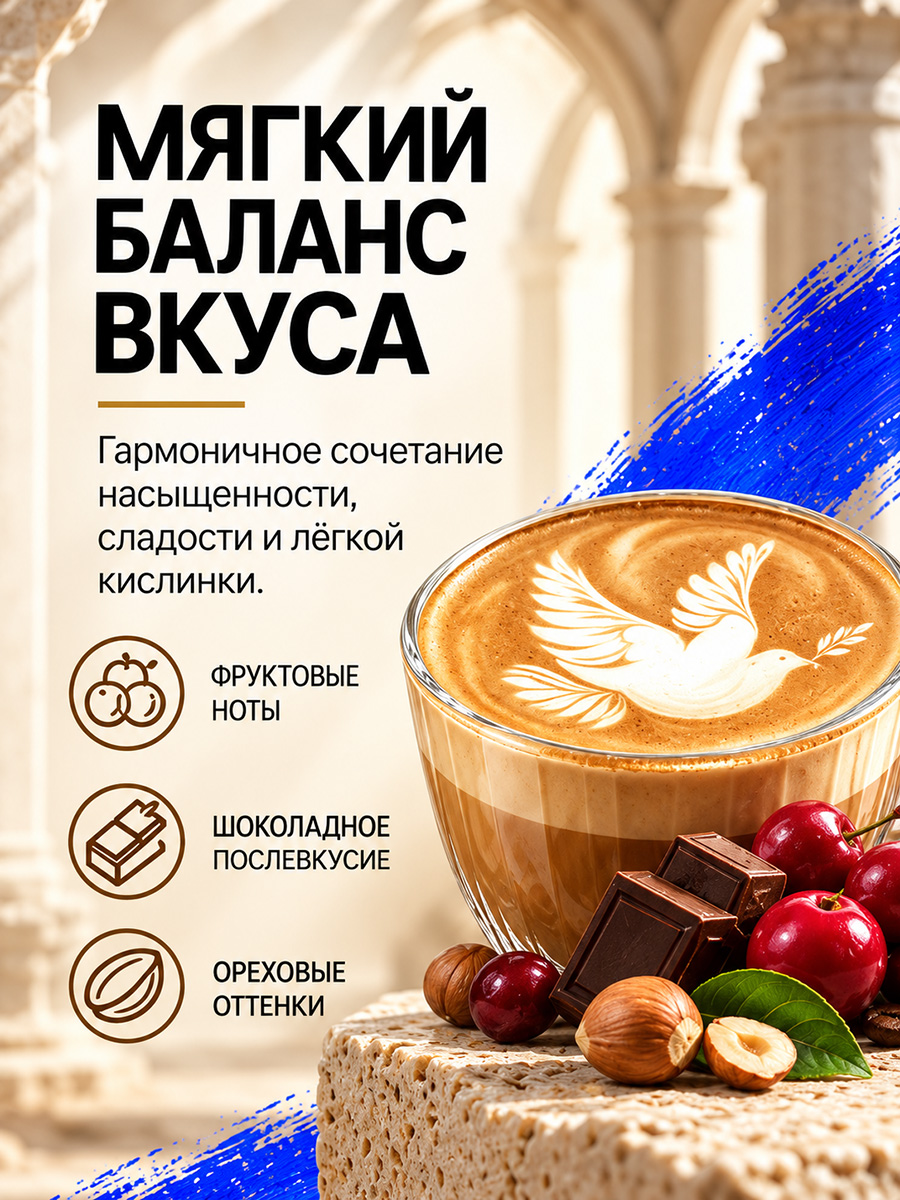 МЯГКИЙ
БАЛАНС
ВКУСА
Гармоничное сочетание
насыщенности,
сладости и лёгкой
кислинки.
ФРУКТОВЫЕ
НОТЫ
ШОКОЛАДНОЕ
ПОСЛЕВКУСИЕ
ОРЕХОВЫЕ
ОТТЕНКИ